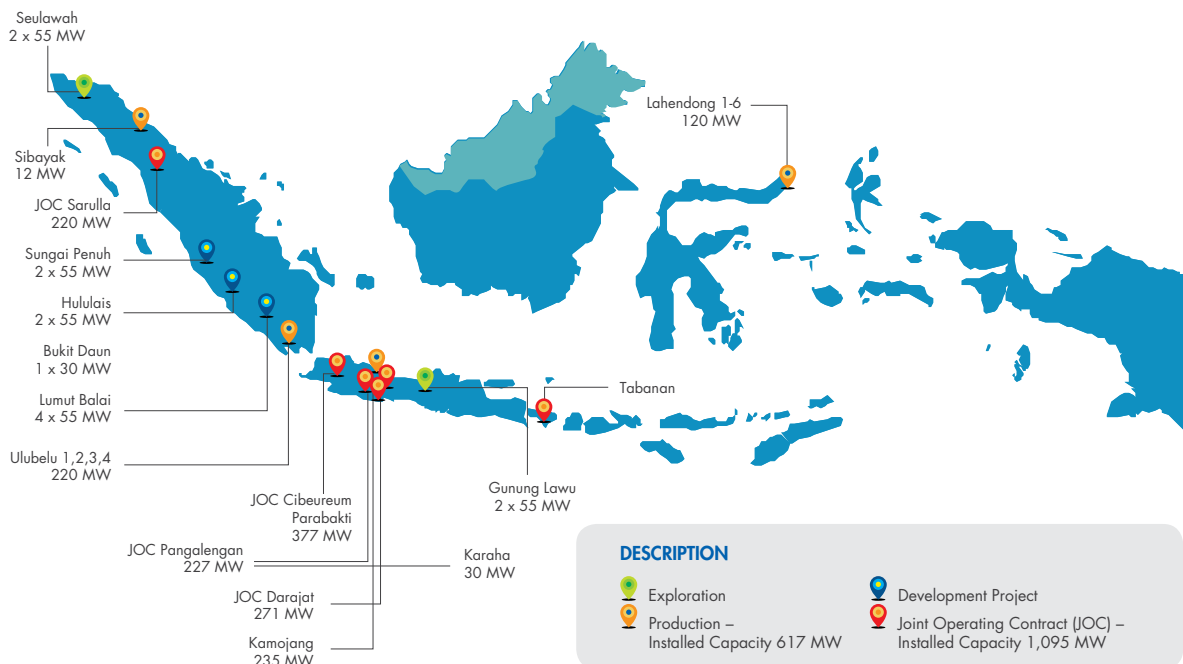 Seulawah
2 x 55 MW
Sibayak
12 MW
JOC Sarulla
220 MW
Sungai Penuh
2 x 55 MW
Hululais
2 x 55 MW
Bukit Daun
1 x 30 MW
Lumut Balai
4 x 55 MW
Ulubelu 1,2,3,4
220 MW
JOC Cibeureum
Parabakti
377 MW
JOC Pangalengan
227 MW
JOC Darajat
271 MW
Kamojang
235 MW
Karaha
30 MW
Gunung Lawu
2 x 55 MW
Tabanan
Lahendong 1-6
120 MW
DESCRIPTION
Exploration
Production –
Installed Capacity 617 MW
Development Project
Joint Operating Contract (JOC) –
Installed Capacity 1,095 MW